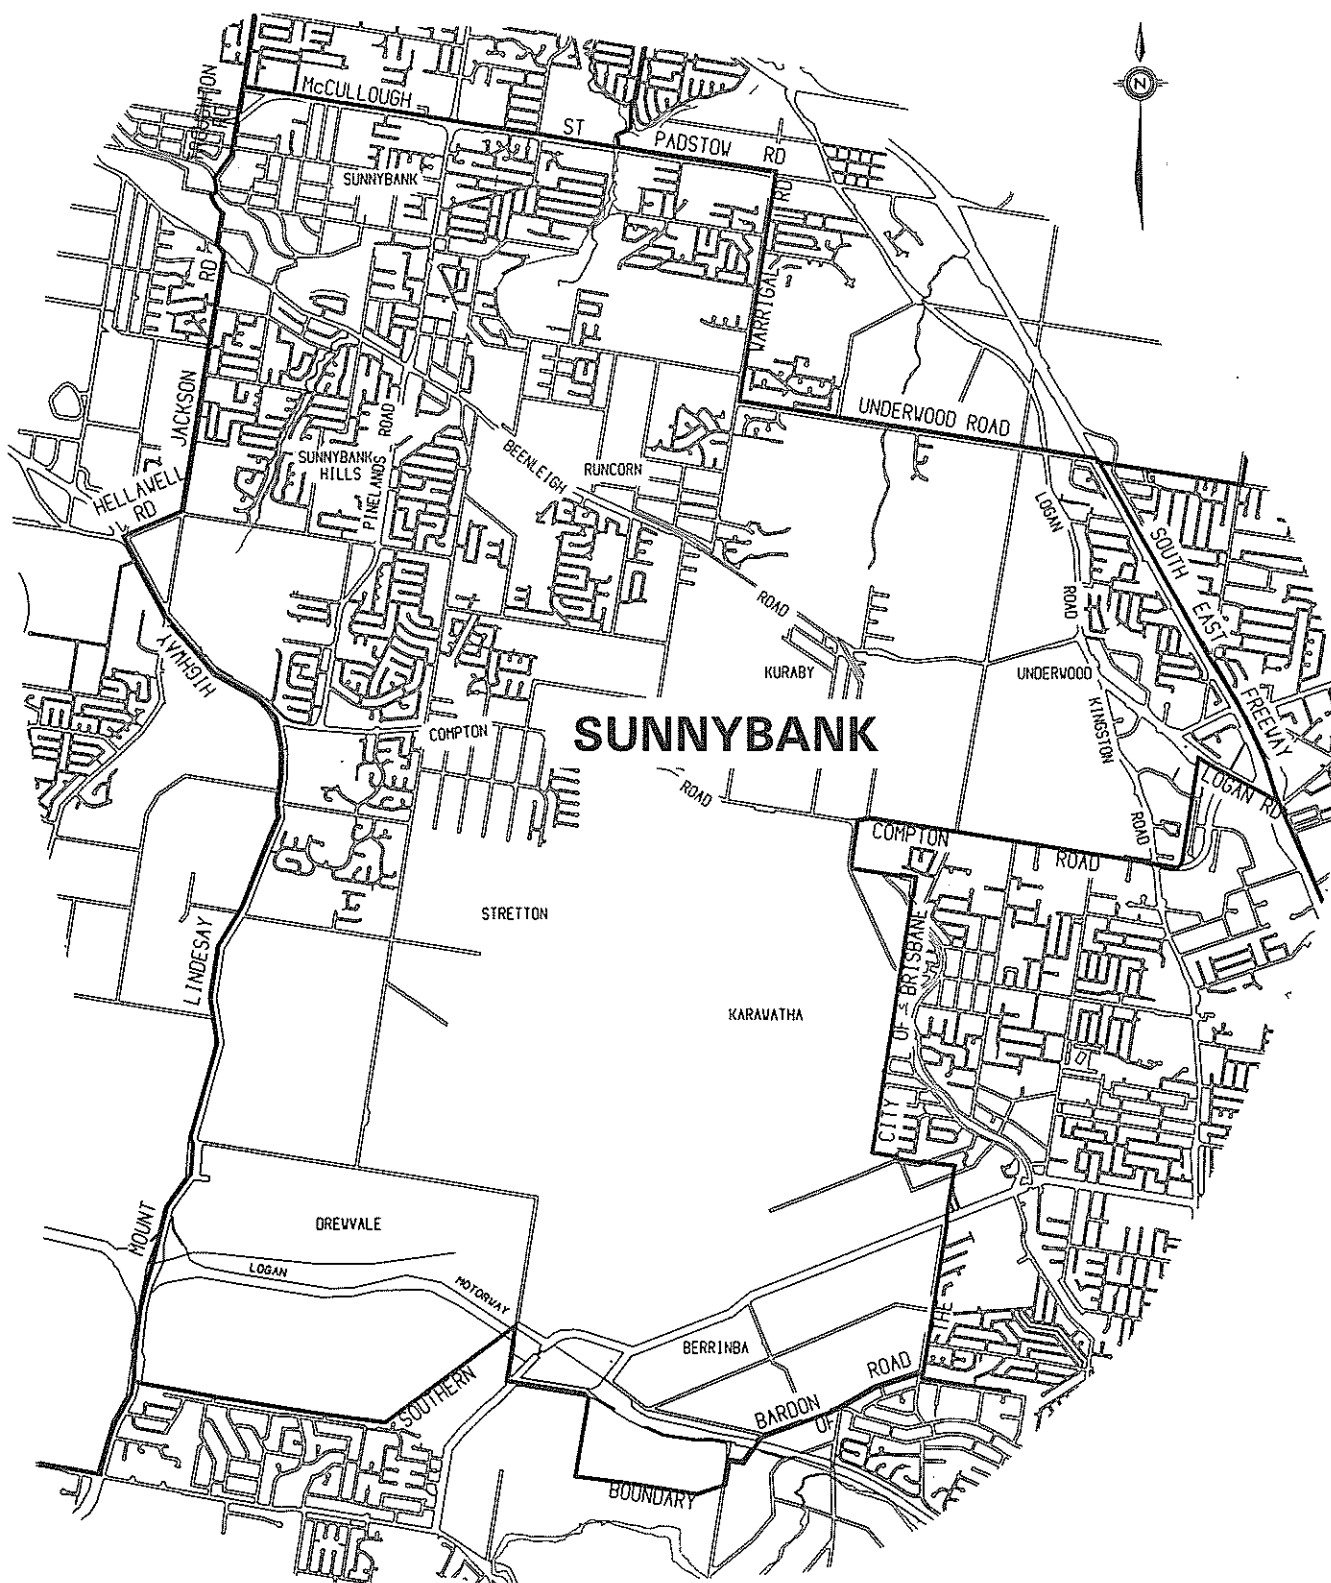 N
TROUGHTON
RD
McCULLOUGH
ST
PADSTOW RD
SUNNYBANK
RD
WARRIGAL
JACKSON
RD
UNDERWOOD ROAD
HELLAWELL
RD
SUNNYBANK
HILLS
PINELANDS
ROAD
BEENLEIGH
RUNCORN
ROAD
LOGAN
ROAD
SOUTH
EAST
FREEWAY
HIGHWAY
KURABY
UNDERWOOD
KINGSTON
ROAD
COMPTON
SUNNYBANK
ROAD
LOGAN RD
COMPTON
ROAD
STRETTON
LINDESAY
KARAWATHA
CITY OF BRISBANE
MOUNT
DREWVALE
LOGAN
MOTORWAY
BERRINBA
THE
SOUTHERN
BARDON
ROAD
OF
BOUNDARY